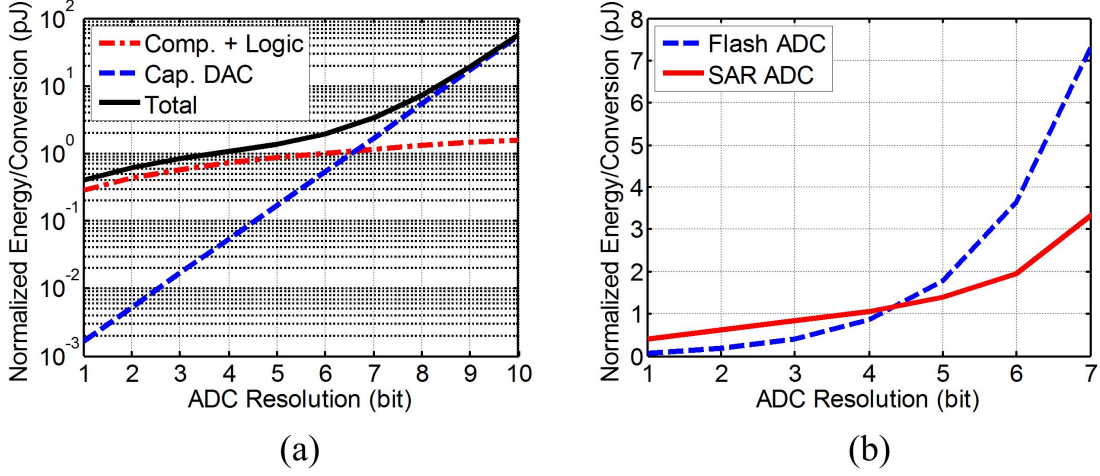 Normalized Energy/Conversion (pJ)
10^2
10^1
10^0
10^-1
10^-2
10^-3
Comp. + Logic
Cap. DAC
Total
1 2 3 4 5 6 7 8 9 10
ADC Resolution (bit)
(a)
Normalized Energy/Conversion (pJ)
8
7
6
5
4
3
2
1
0
Flash ADC
SAR ADC
1 2 3 4 5 6 7
ADC Resolution (bit)
(b)